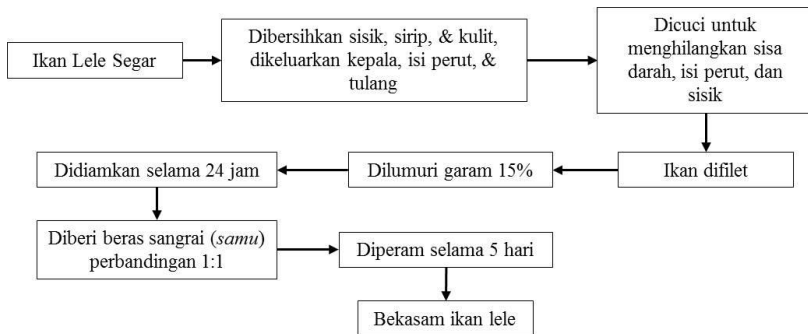 Ikan Lele Segar
Dibersihkan sisik, sirip, & kulit,
dikeluarkan kepala, isi perut, &
tulang
Dicuci untuk
menghilangkan sisa
darah, isi perut, dan
sisik
Ikan difilet
Dilumuri garam 15%
Didiamkan selama 24 jam
Diberi beras sangrai (samu)
perbandingan 1:1
Diperam selama 5 hari
Bekasam ikan lele